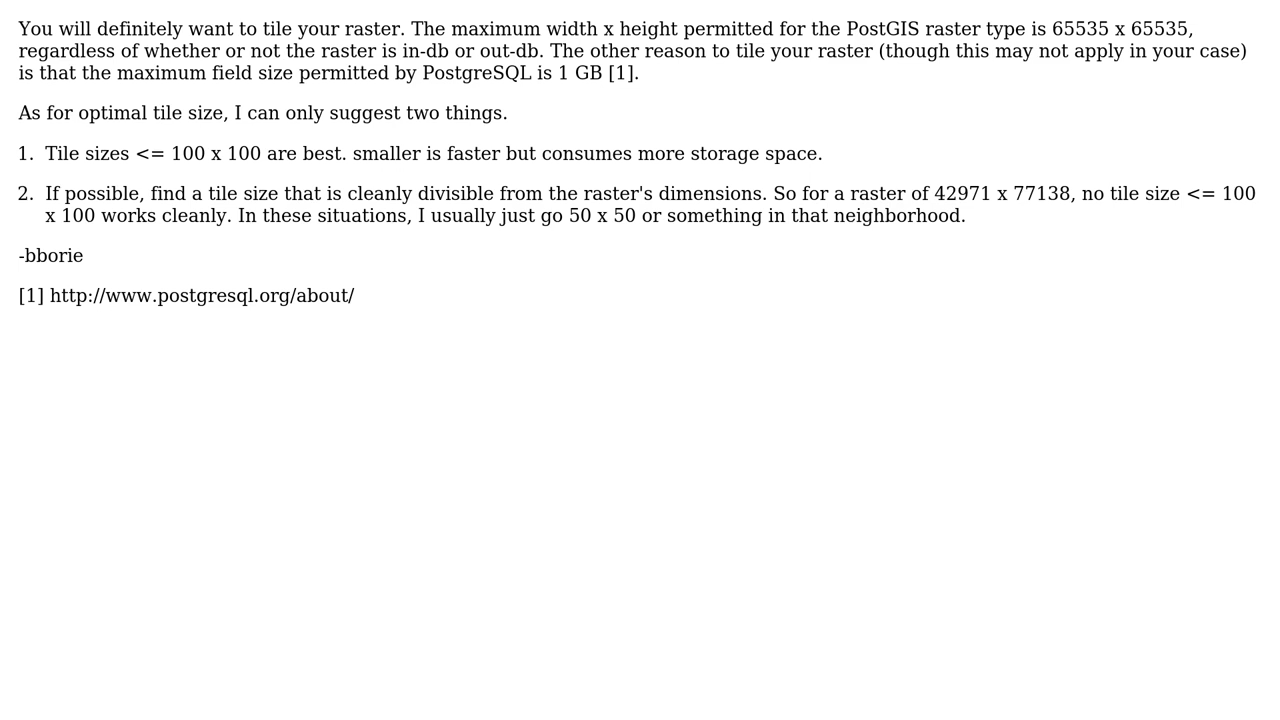 You will definitely want to tile your raster. The maximum width x height permitted for the PostGIS raster type is 65535 x 65535,
regardless of whether or not the raster is in-db or out-db. The other reason to tile your raster (though this may not apply in your case)
is that the maximum field size permitted by PostgreSQL is 1 GB [1].
As for optimal tile size, I can only suggest two things.
1. Tile sizes <= 100 x 100 are best. smaller is faster but consumes more storage space.
2. If possible, find a tile size that is cleanly divisible from the raster's dimensions. So for a raster of 42971 x 77138, no tile size <= 100
x 100 works cleanly. In these situations, I usually just go 50 x 50 or something in that neighborhood.
-bborie
[1] http://www.postgresql.org/about/